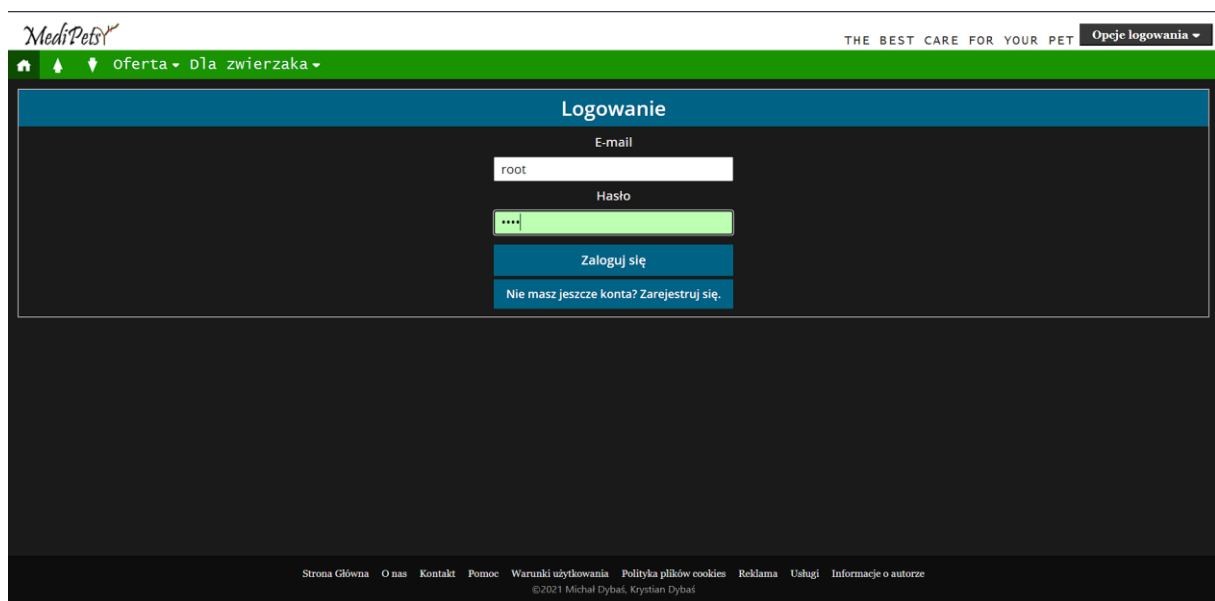 MediPets
THE BEST CARE FOR YOUR PET
Opcje logowania
Oferta Dla zwierzaka
Logowanie
E-mail
root
Hasło
••••
Zaloguj się
Nie masz jeszcze konta? Zarejestruj się.
Strona Główna O nas Kontakt Pomoc Warunki użytkowania Polityka plików cookies Reklama Usługi Informacje o autorze
©2021 Michał Dybaś, Krystian Dybaś